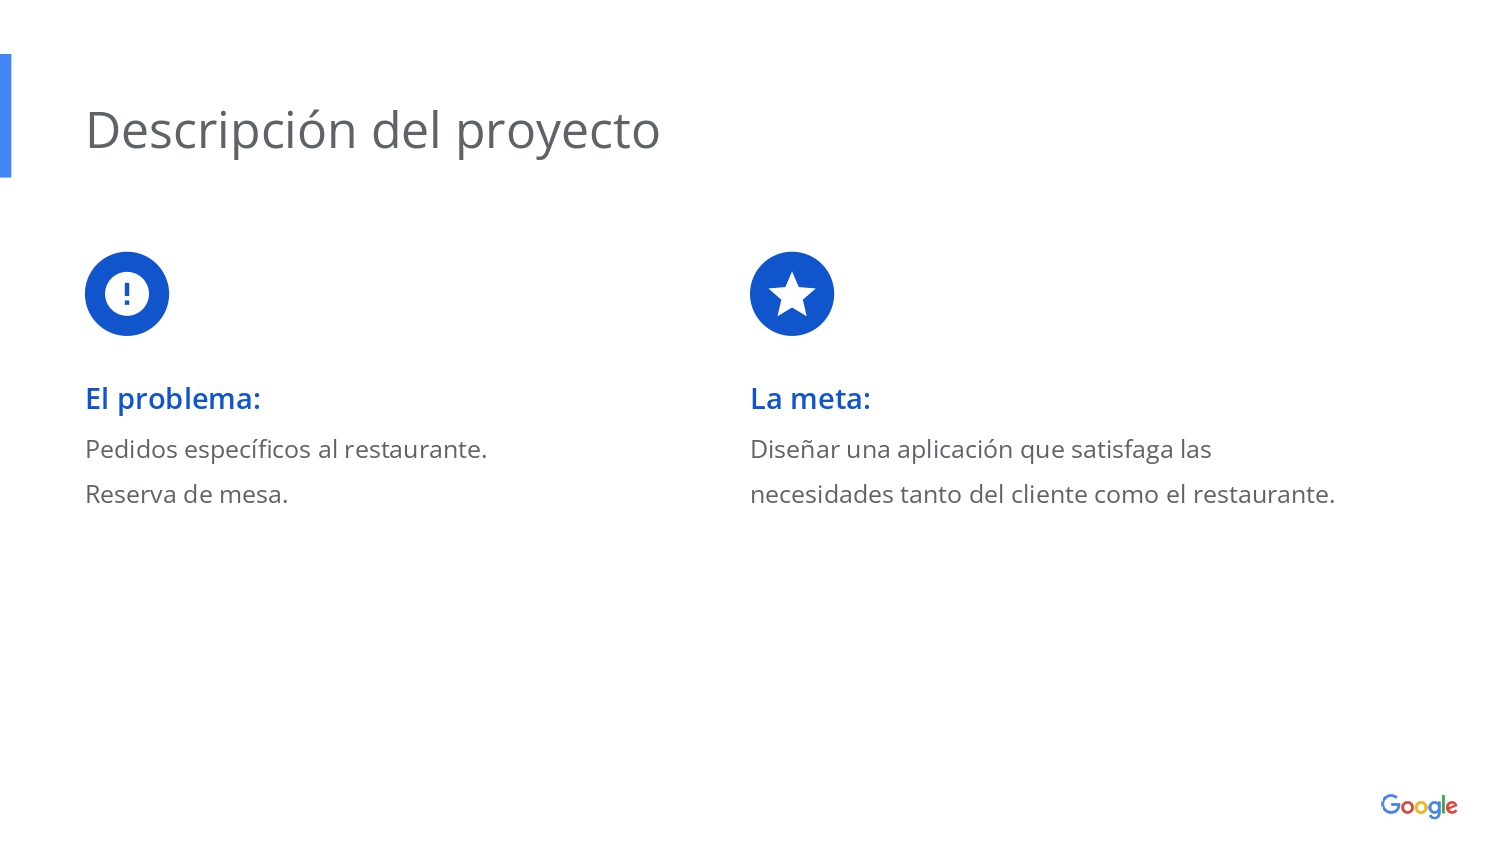 Descripción del proyecto
El problema:
Pedidos específicos al restaurante.
Reserva de mesa.
La meta:
Diseñar una aplicación que satisfaga las
necesidades tanto del cliente como el restaurante.
Google